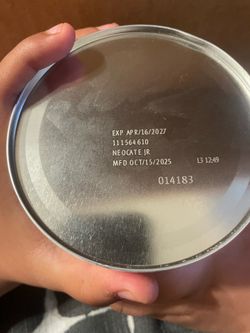 EXP APR/16/2027
111564610
NEOCATE JR
MFD OCT/15/2025
L3 12:49
014183